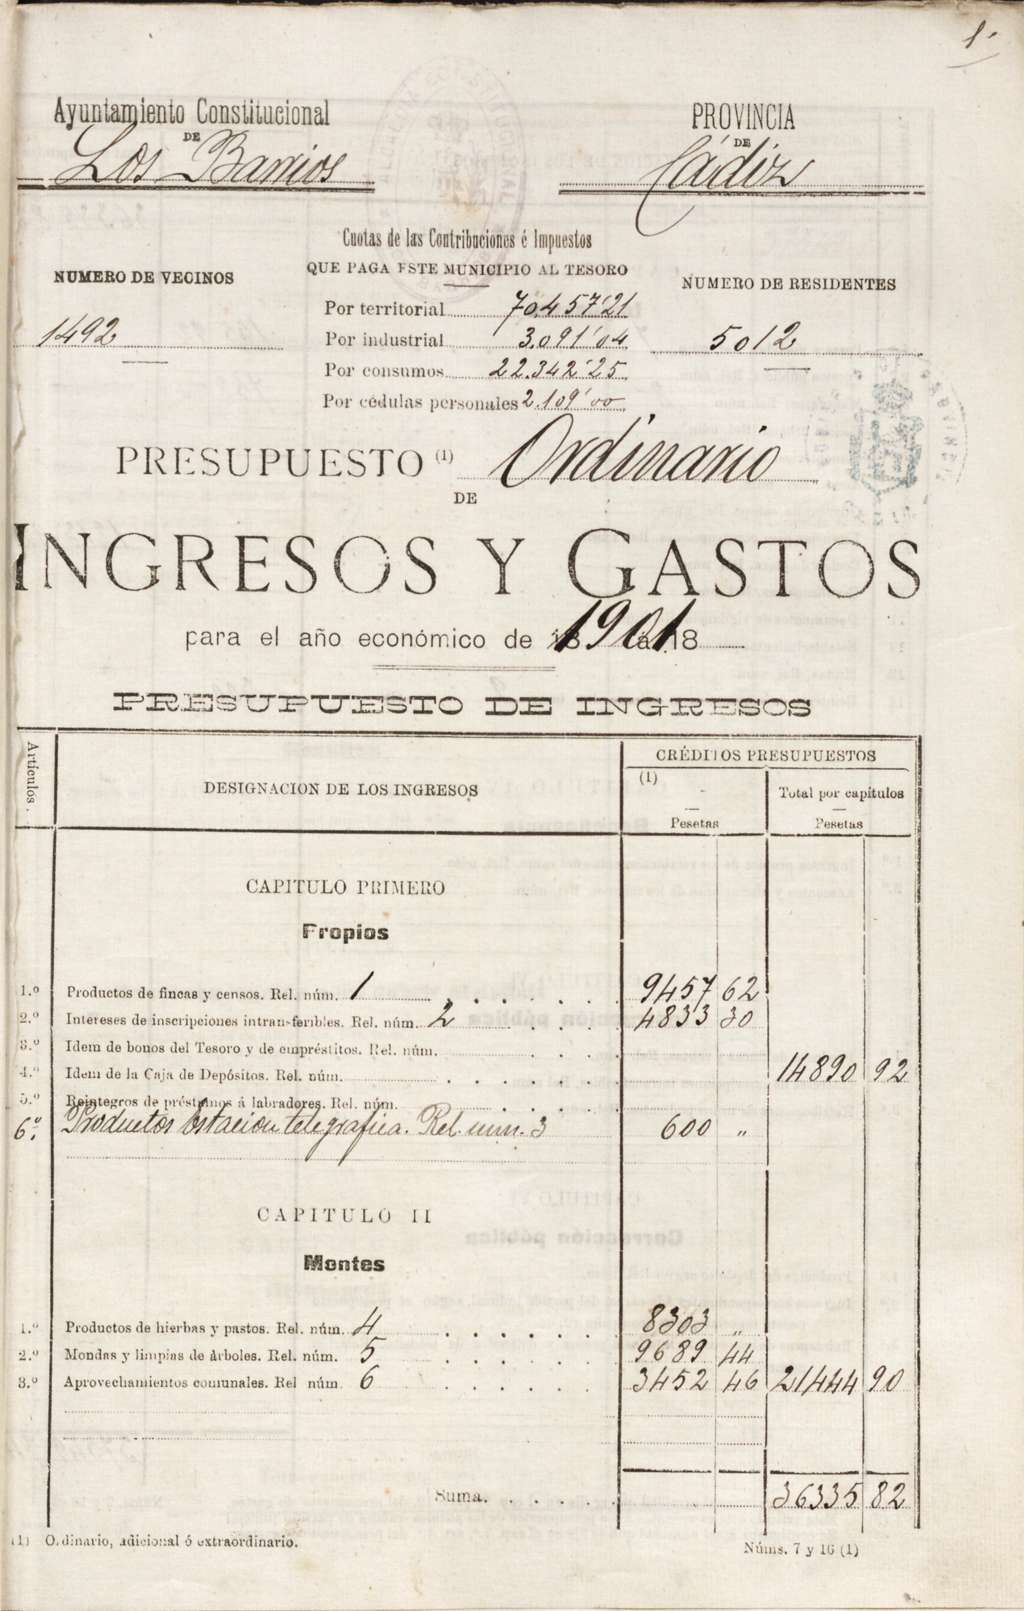 1.
Ayuntamiento Constitucional
DE
Los Barrios
PROVINCIA
DE
Cádiz
NUMERO DE VECINOS
1492
Cuotas de las Contribuciones é Impuestos
QUE PAGA ESTE MUNICIPIO AL TESORO
Por territorial 70.457'21
Por industrial 3.091'04
Por consumos 22.342'25
Por cédulas personales 2.109'00
NUMERO DE RESIDENTES
5012
PRESUPUESTO (1) Ordinario
DE
INGRESOS Y GASTOS
para el año económico de 1901 a 18
PRESUPUESTO DE INGRESOS
Artículos.
DESIGNACION DE LOS INGRESOS
CRÉDITOS PRESUPUESTOS
(1)
Pesetas
Total por capítulos
Pesetas
CAPITULO PRIMERO
Propios
1.º Productos de fincas y censos. Rel. núm. 1 9457 62
2.º Intereses de inscripciones intransferibles. Rel. núm. 2 4833 30
3.º Idem de bonos del Tesoro y de empréstitos. Rel. núm.
4.º Idem de la Caja de Depósitos. Rel. núm. 14890 92
5.º Reintegros de préstamos á labradores. Rel. núm.
6.º Productos Estacion telegrafica. Rel. num. 3 600 "
CAPITULO II
Montes
1.º Productos de hierbas y pastos. Rel. núm. 4 8303 "
2.º Mondas y limpias de árboles. Rel. núm. 5 9689 44
3.º Aprovechamientos comunales. Rel núm. 6 3452 46 21444 90
Suma. 36335 82
(1) Ordinario, adicional ó extraordinario.
Núms. 7 y 16 (1)